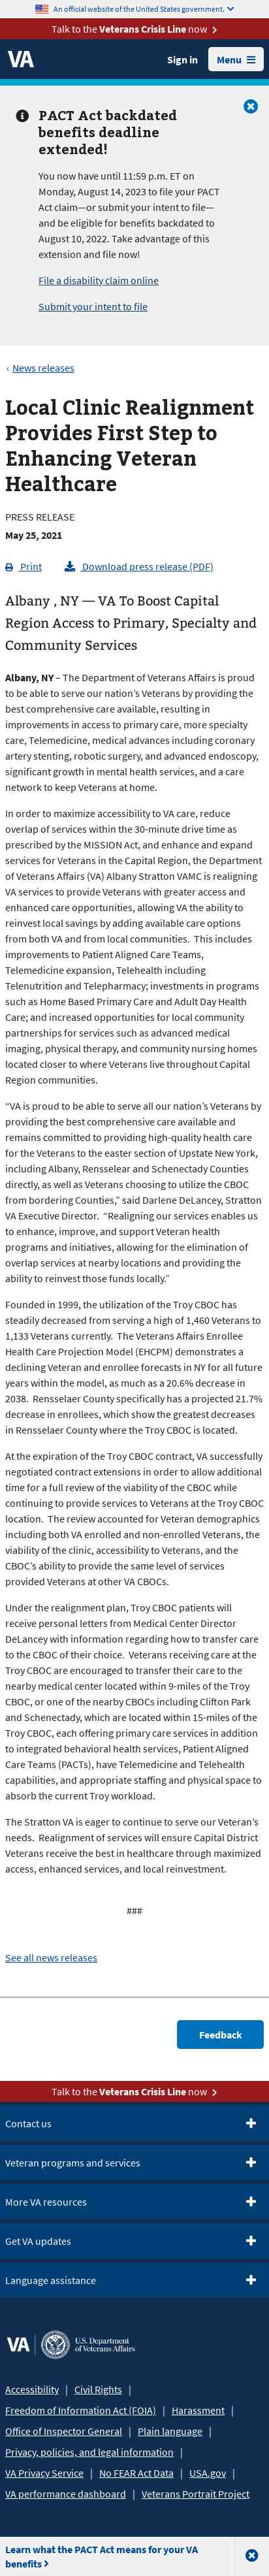 An official website of the United States government.
Talk to the Veterans Crisis Line now
VA
Sign in
Menu
PACT Act backdated
benefits deadline
extended!
You now have until 11:59 p.m. ET on
Monday, August 14, 2023 to file your PACT
Act claim—or submit your intent to file—
and be eligible for benefits backdated to
August 10, 2022. Take advantage of this
extension and file now!
File a disability claim online
Submit your intent to file
‹ News releases
Local Clinic Realignment
Provides First Step to
Enhancing Veteran
Healthcare
PRESS RELEASE
May 25, 2021
Print
Download press release (PDF)
Albany , NY — VA To Boost Capital
Region Access to Primary, Specialty and
Community Services
Albany, NY – The Department of Veterans Affairs is proud
to be able to serve our nation’s Veterans by providing the
best comprehensive care available, resulting in
improvements in access to primary care, more specialty
care, Telemedicine, medical advances including coronary
artery stenting, robotic surgery, and advanced endoscopy,
significant growth in mental health services, and a care
network to keep Veterans at home.
In order to maximize accessibility to VA care, reduce
overlap of services within the 30-minute drive time as
prescribed by the MISSION Act, and enhance and expand
services for Veterans in the Capital Region, the Department
of Veterans Affairs (VA) Albany Stratton VAMC is realigning
VA services to provide Veterans with greater access and
enhanced care opportunities, allowing VA the ability to
reinvest local savings by adding available care options
from both VA and from local communities.  This includes
improvements to Patient Aligned Care Teams,
Telemedicine expansion, Telehealth including
Telenutrition and Telepharmacy; investments in programs
such as Home Based Primary Care and Adult Day Health
Care; and increased opportunities for local community
partnerships for services such as advanced medical
imaging, physical therapy, and community nursing homes
located closer to where Veterans live throughout Capital
Region communities.
“VA is proud to be able to serve all our nation’s Veterans by
providing the best comprehensive care available.  We are
committed to providing high-quality health care
for the Veterans to the easter section of Upstate New York,
including Albany, Rensselear and Schenectady Counties
directly, as well as Veterans choosing to utilize the CBOC
from bordering Counties,” said Darlene DeLancey, Stratton
VA Executive Director.  “Realigning our services enables us
to enhance, improve, and support Veteran health
programs and initiatives, allowing for the elimination of
overlap services at nearby locations and providing the
ability to reinvest those funds locally.”
Founded in 1999, the utilization of the Troy CBOC has
steadily decreased from serving a high of 1,460 Veterans to
1,133 Veterans currently.  The Veterans Affairs Enrollee
Health Care Projection Model (EHCPM) demonstrates a
declining Veteran and enrollee forecasts in NY for all future
years within the model, as much as a 20.6% decrease in
2038.  Rensselaer County specifically has a projected 21.7%
decrease in enrollees, which show the greatest decreases
in Rensselaer County where the Troy CBOC is located.
At the expiration of the Troy CBOC contract, VA successfully
negotiated contract extensions in order to allow additional
time for a full review of the viability of the CBOC while
continuing to provide services to Veterans at the Troy CBOC
location.  The review accounted for Veteran demographics
including both VA enrolled and non-enrolled Veterans, the
viability of the clinic, accessibility to Veterans, and the
CBOC’s ability to provide the same level of services
provided Veterans at other VA CBOCs.
Under the realignment plan, Troy CBOC patients will
receive personal letters from Medical Center Director
DeLancey with information regarding how to transfer care
to the CBOC of their choice.  Veterans receiving care at the
Troy CBOC are encouraged to transfer their care to the
nearby medical center located within 9-miles of the Troy
CBOC, or one of the nearby CBOCs including Clifton Park
and Schenectady, which are located within 15-miles of the
Troy CBOC, each offering primary care services in addition
to integrated behavioral health services, Patient Aligned
Care Teams (PACTs), have Telemedicine and Telehealth
capabilities, and appropriate staffing and physical space to
absorb the current Troy workload.
The Stratton VA is eager to continue to serve our Veteran’s
needs.  Realignment of services will ensure Capital District
Veterans receive the best in healthcare through maximized
access, enhanced services, and local reinvestment.
###
See all news releases
Feedback
Talk to the Veterans Crisis Line now
Contact us
Veteran programs and services
More VA resources
Get VA updates
Language assistance
VA
U.S. Department
of Veterans Affairs
Accessibility | Civil Rights |
Freedom of Information Act (FOIA) | Harassment |
Office of Inspector General | Plain language |
Privacy, policies, and legal information |
VA Privacy Service | No FEAR Act Data | USA.gov |
VA performance dashboard | Veterans Portrait Project
Learn what the PACT Act means for your VA
benefits